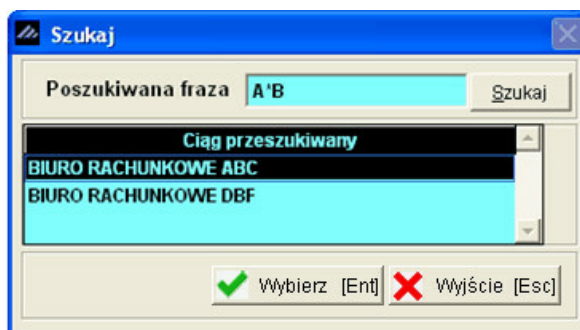 Szukaj
Poszukiwana fraza A'B Szukaj
Ciąg przeszukiwany
BIURO RACHUNKOWE ABC
BIURO RACHUNKOWE DBF
Wybierz [Ent] Wyjście [Esc]